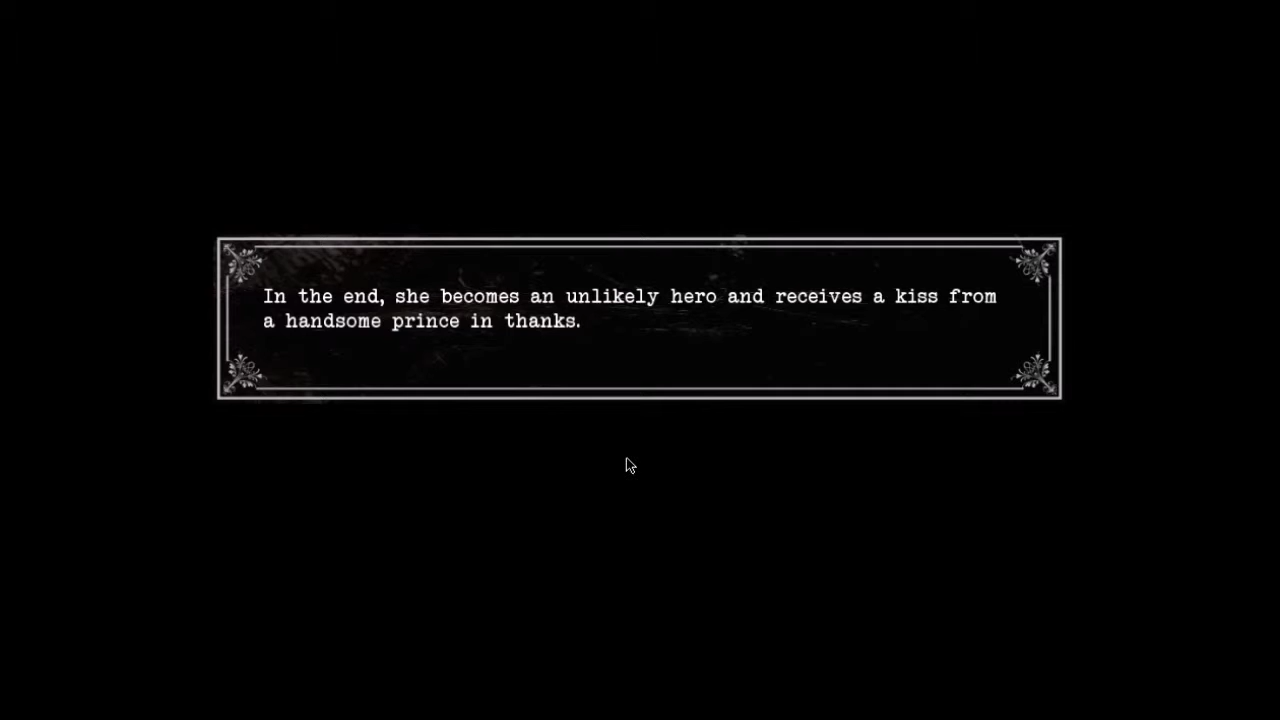 In the end, she becomes an unlikely hero and receives a kiss from
a handsome prince in thanks.